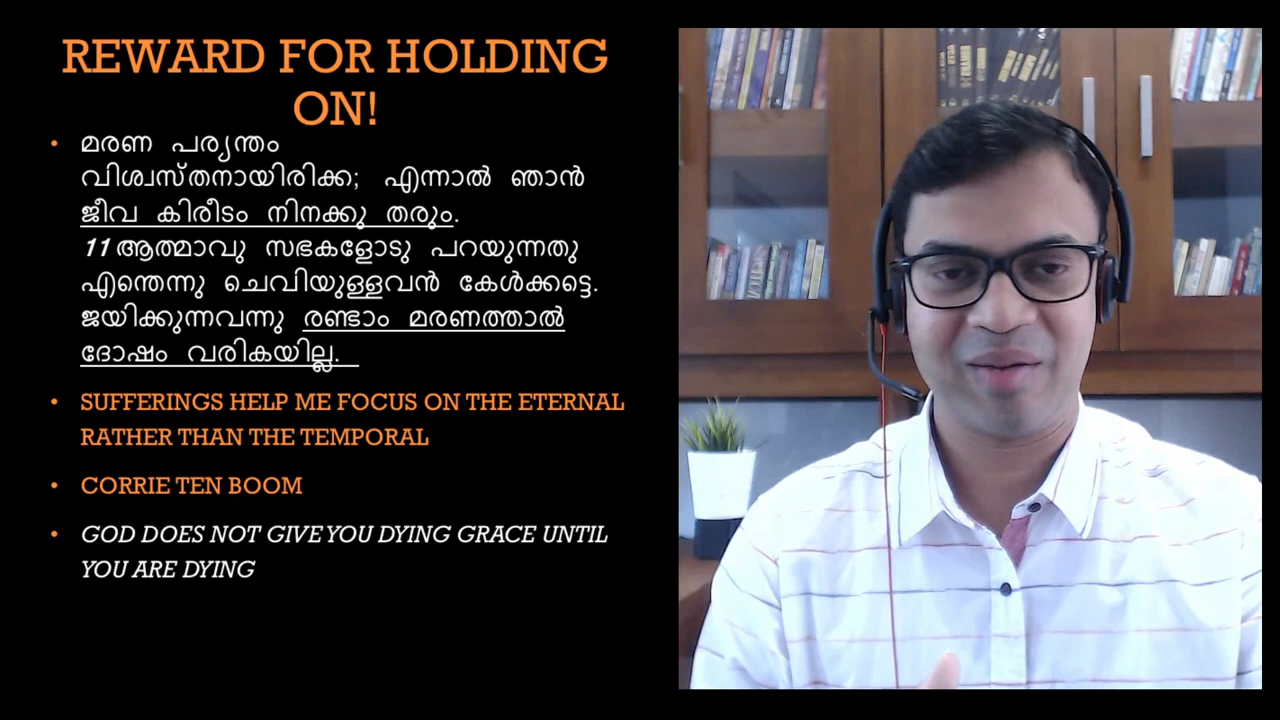 REWARD FOR HOLDING
ON!
• മരണ പര്യന്തം
വിശ്വസ്തനായിരിക്ക; എന്നാൽ ഞാൻ
ജീവ കിരീടം നിനക്കു തരും.
11 ആത്മാവു സഭകളോടു പറയുന്നതു
എന്തെന്നു ചെവിയുള്ളവൻ കേൾക്കട്ടെ.
ജയിക്കുന്നവന്നു രണ്ടാം മരണത്താൽ
ദോഷം വരികയില്ല.
• SUFFERINGS HELP ME FOCUS ON THE ETERNAL
RATHER THAN THE TEMPORAL
• CORRIE TEN BOOM
• GOD DOES NOT GIVE YOU DYING GRACE UNTIL
YOU ARE DYING